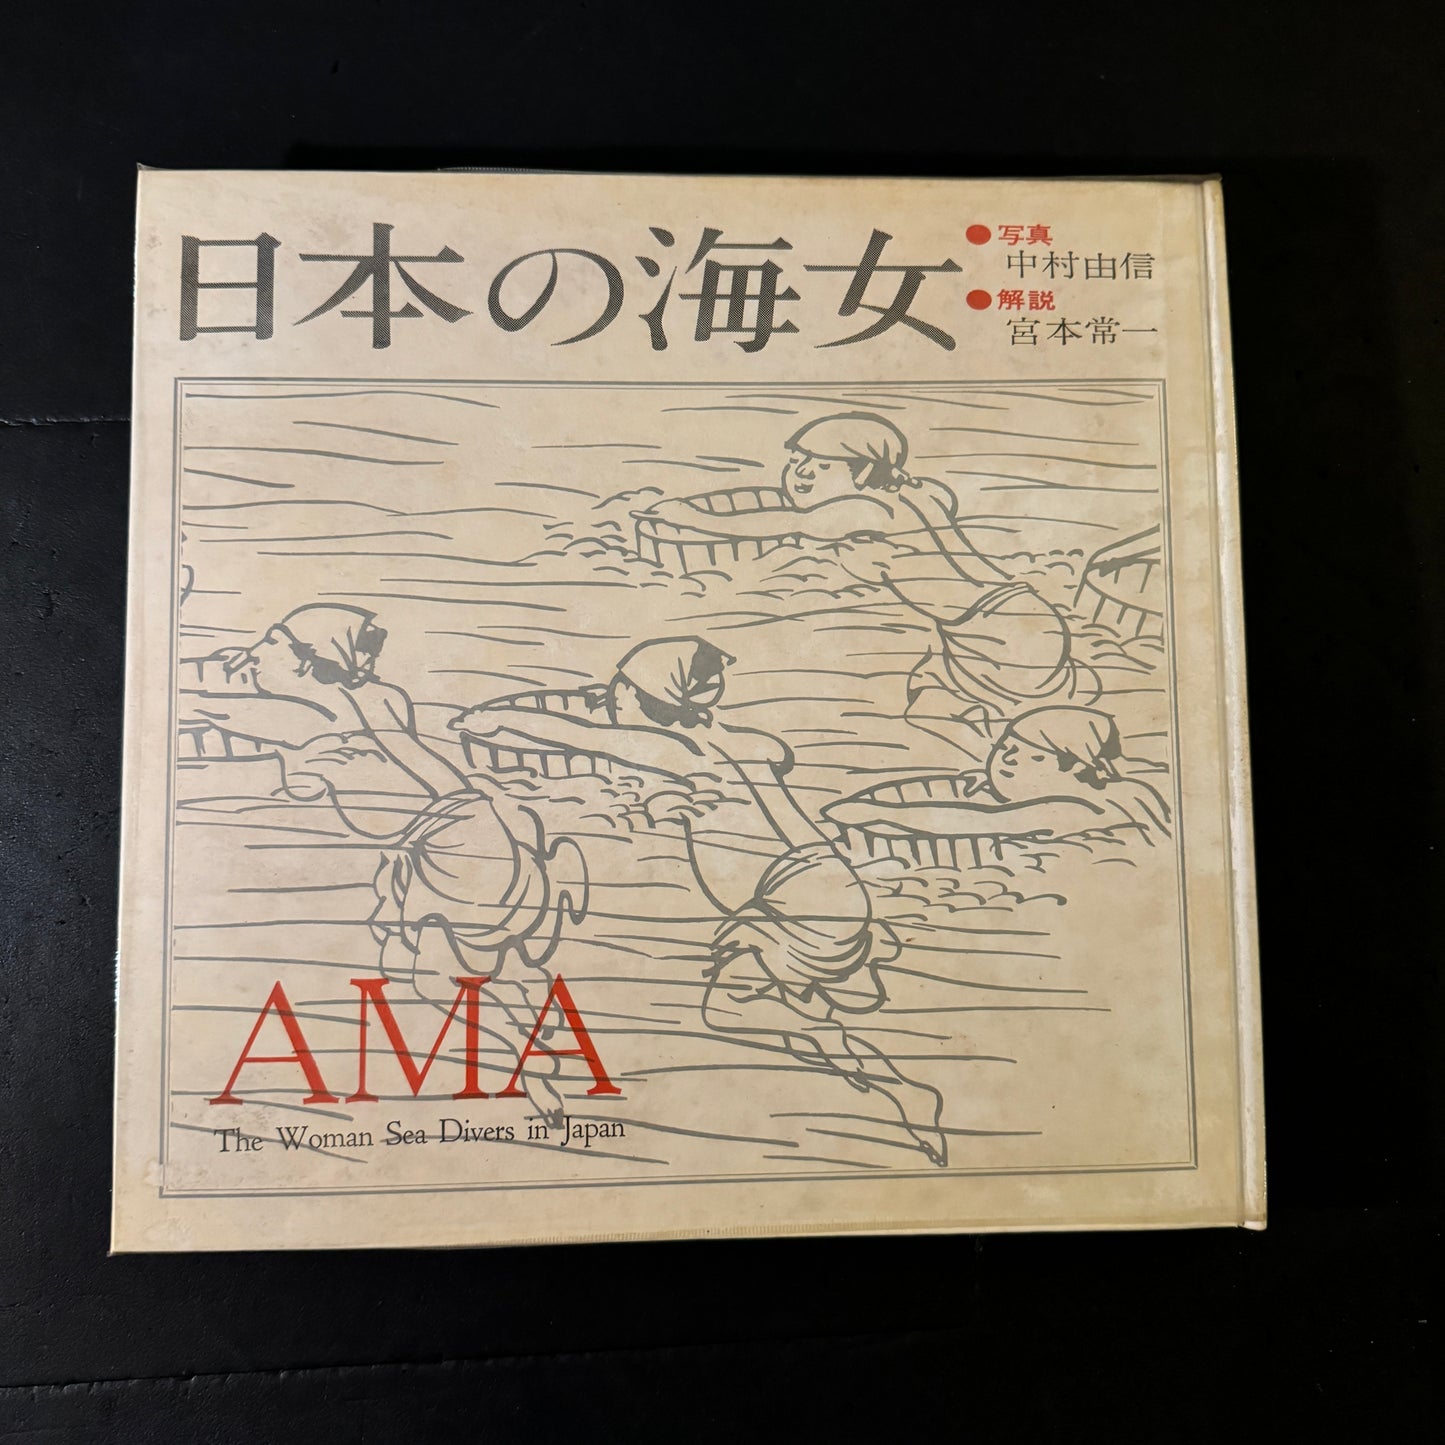 日本の海女
●写真
中村由信
●解説
宮本常一
AMA
The Woman Sea Divers in Japan